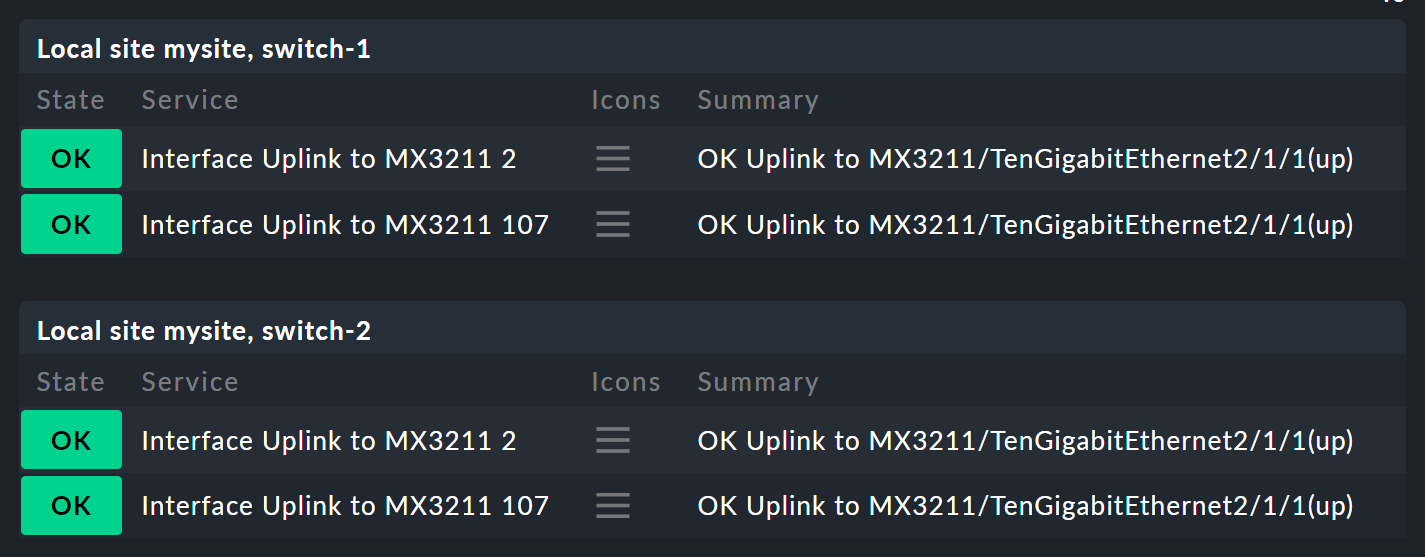 Local site mysite, switch-1
State Service Icons Summary
OK Interface Uplink to MX3211 2 OK Uplink to MX3211/TenGigabitEthernet2/1/1(up)
OK Interface Uplink to MX3211 107 OK Uplink to MX3211/TenGigabitEthernet2/1/1(up)
Local site mysite, switch-2
State Service Icons Summary
OK Interface Uplink to MX3211 2 OK Uplink to MX3211/TenGigabitEthernet2/1/1(up)
OK Interface Uplink to MX3211 107 OK Uplink to MX3211/TenGigabitEthernet2/1/1(up)